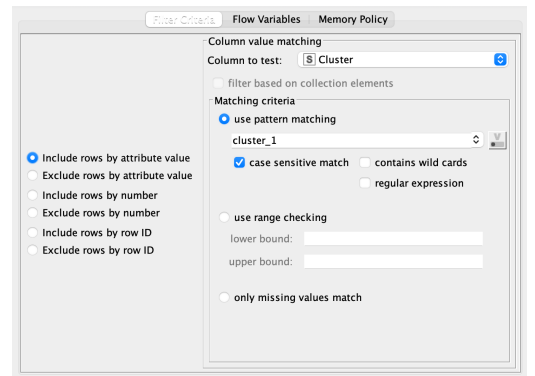 Filter Criteria Flow Variables Memory Policy
Column value matching
Column to test: S Cluster
filter based on collection elements
Matching criteria
use pattern matching
cluster_1
V
case sensitive match contains wild cards
regular expression
use range checking
lower bound:
upper bound:
only missing values match
Include rows by attribute value
Exclude rows by attribute value
Include rows by number
Exclude rows by number
Include rows by row ID
Exclude rows by row ID